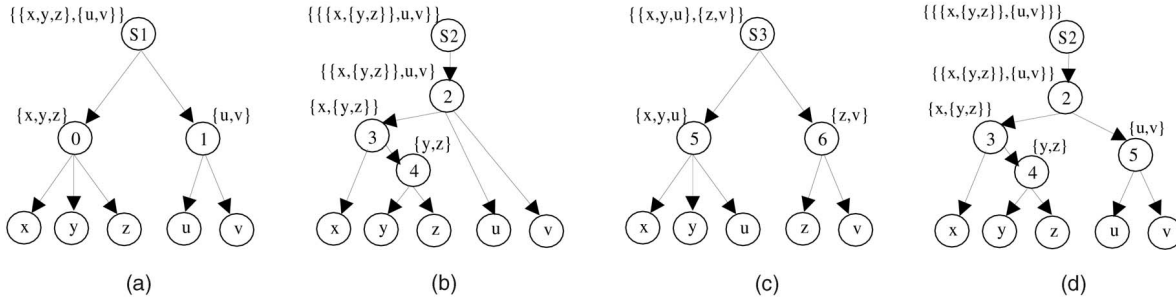 {{x,y,z},{u,v}}
S1
{x,y,z}
0
{u,v}
1
x y z u v
(a)
{{{x,{y,z}},u,v}}
S2
{{x,{y,z}},u,v}
2
{x,{y,z}}
3
{y,z}
4
x y z u v
(b)
{{x,y,u},{z,v}}
S3
{x,y,u}
5
{z,v}
6
x y u z v
(c)
{{{x,{y,z}},{u,v}}}
S2
{{x,{y,z}},{u,v}}
2
{x,{y,z}}
3
{u,v}
5
{y,z}
4
x y z u v
(d)